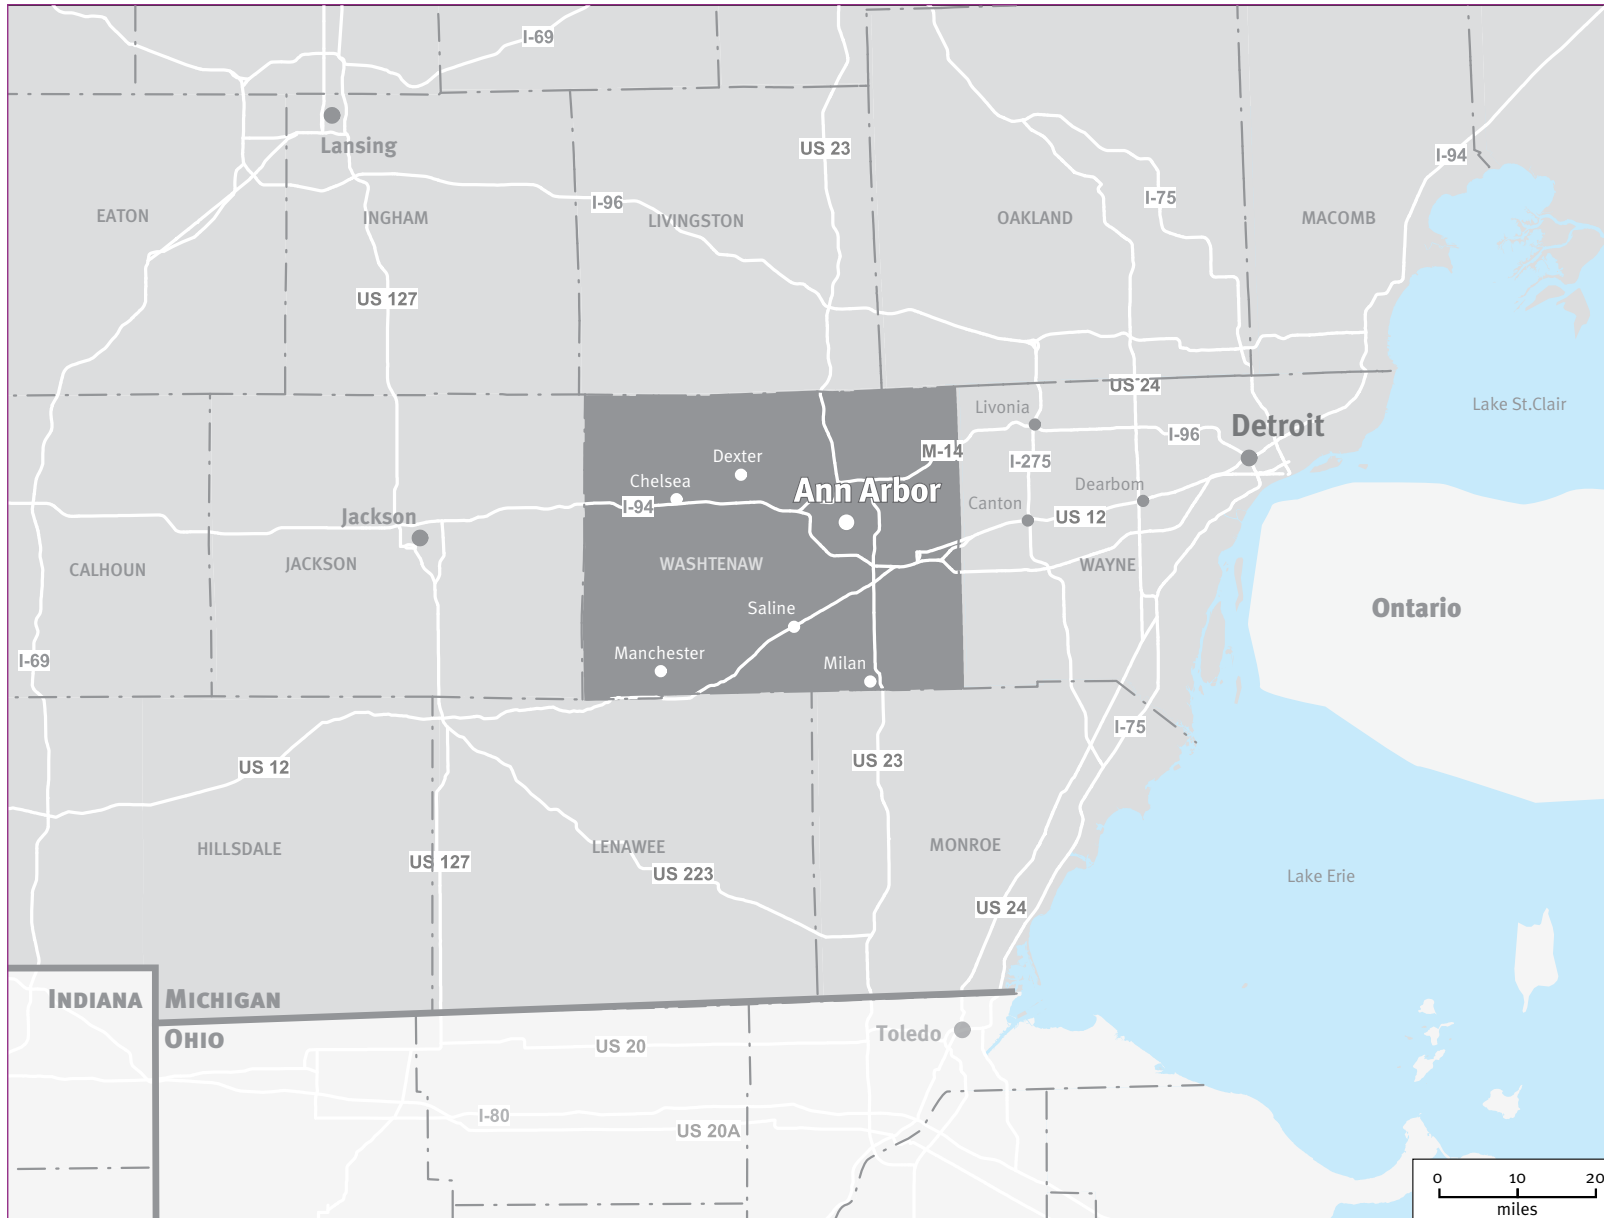 I-69
Lansing
US 23
I-94
I-96
I-75
EATON
INGHAM
LIVINGSTON
OAKLAND
MACOMB
US 127
US 24
Livonia
Lake St.Clair
Detroit
I-96
M-14
Dexter
I-275
Chelsea
Ann Arbor
Dearborn
I-94
Canton
US 12
Jackson
CALHOUN
JACKSON
WASHTENAW
WAYNE
Saline
Ontario
I-69
Manchester
Milan
I-75
US 12
US 23
HILLSDALE
LENAWEE
MONROE
US 127
US 223
Lake Erie
US 24
INDIANA
MICHIGAN
OHIO
Toledo
US 20
I-80
US 20A
0 10 20
miles